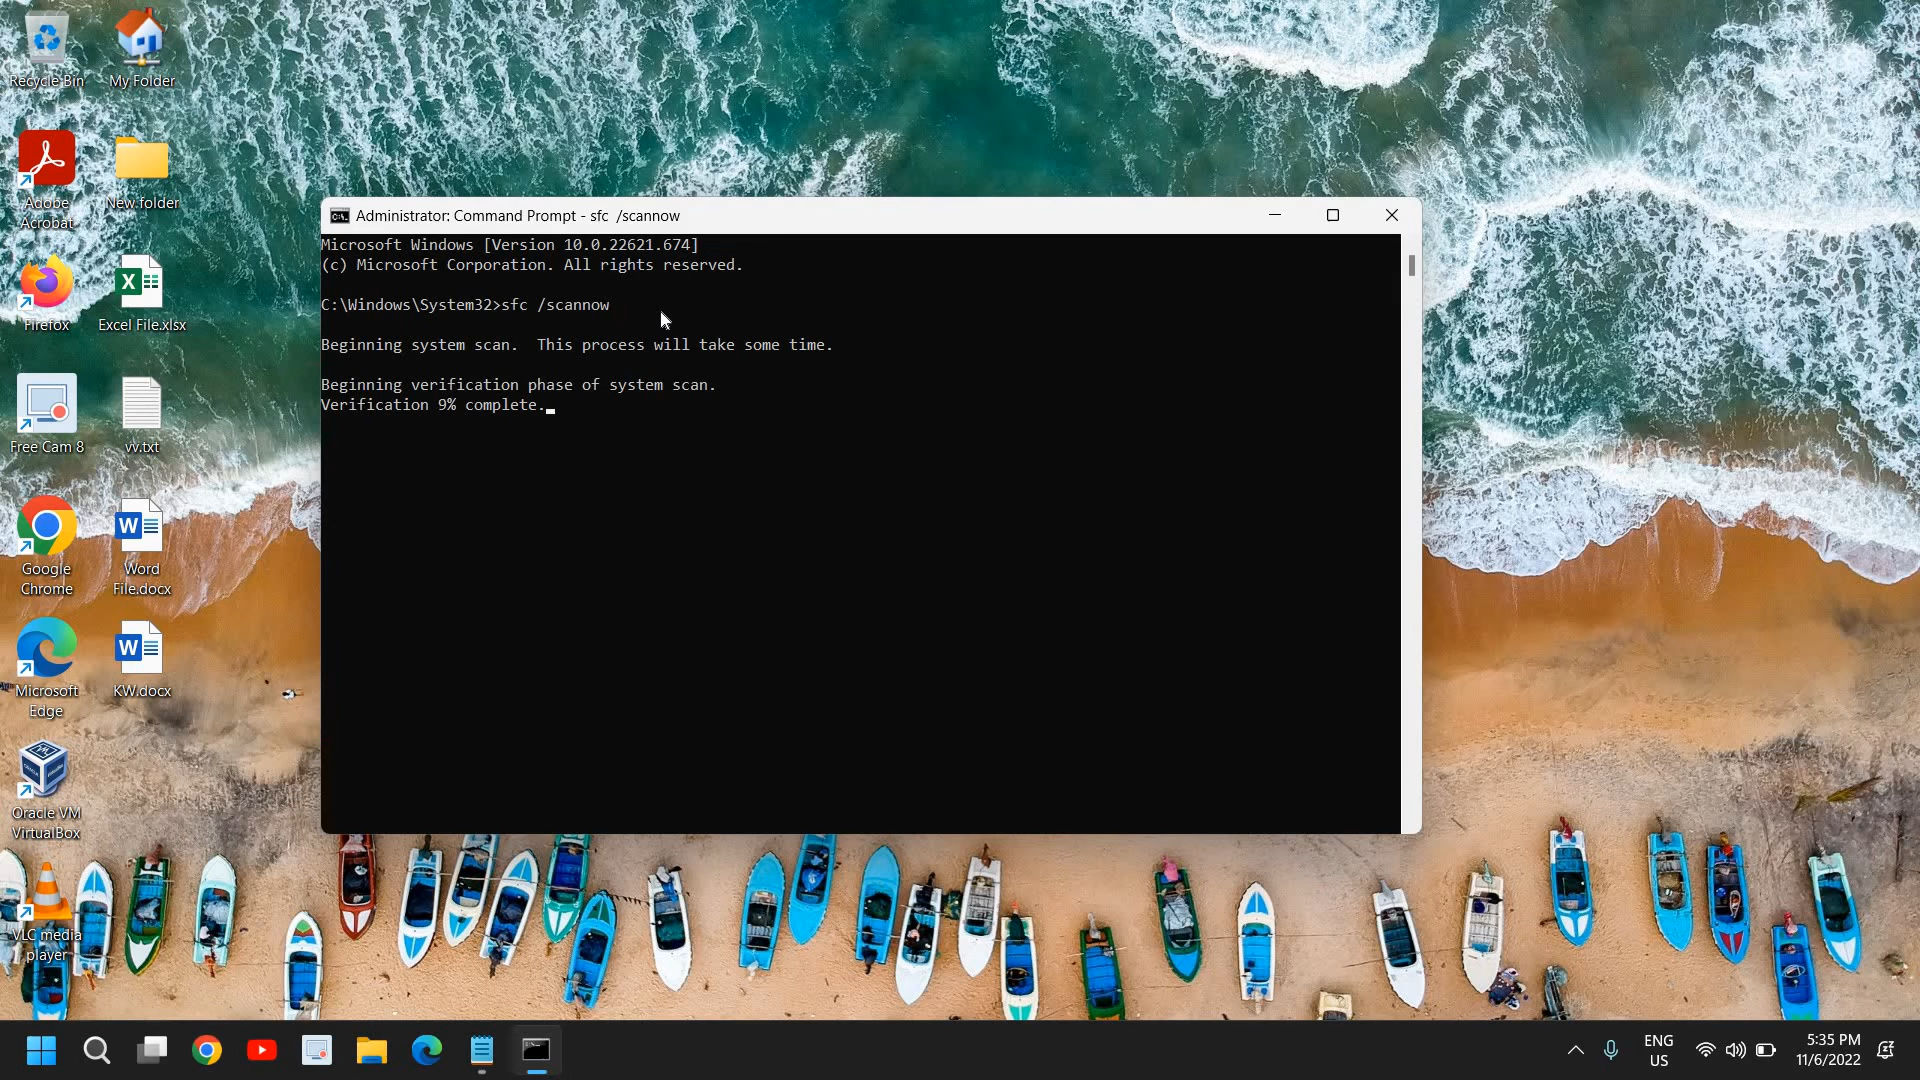 Recycle Bin
My Folder
Adobe
Acrobat
New folder
Firefox
Excel File.xlsx
Free Cam 8
vv.txt
Google
Chrome
Word
File.docx
Microsoft
Edge
KW.docx
Oracle VM
VirtualBox
VLC media
player
Administrator: Command Prompt - sfc  /scannow
Microsoft Windows [Version 10.0.22621.674]
(c) Microsoft Corporation. All rights reserved.
C:\Windows\System32>sfc /scannow
Beginning system scan.  This process will take some time.
Beginning verification phase of system scan.
Verification 9% complete.
ENG
US
5:35 PM
11/6/2022